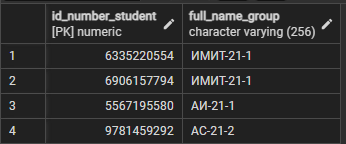 id_number_student full_name_group
[PK] numeric character varying (256)
1 6335220554 ИМИТ-21-1
2 6906157794 ИМИТ-21-1
3 5567195580 АИ-21-1
4 9781459292 АС-21-2